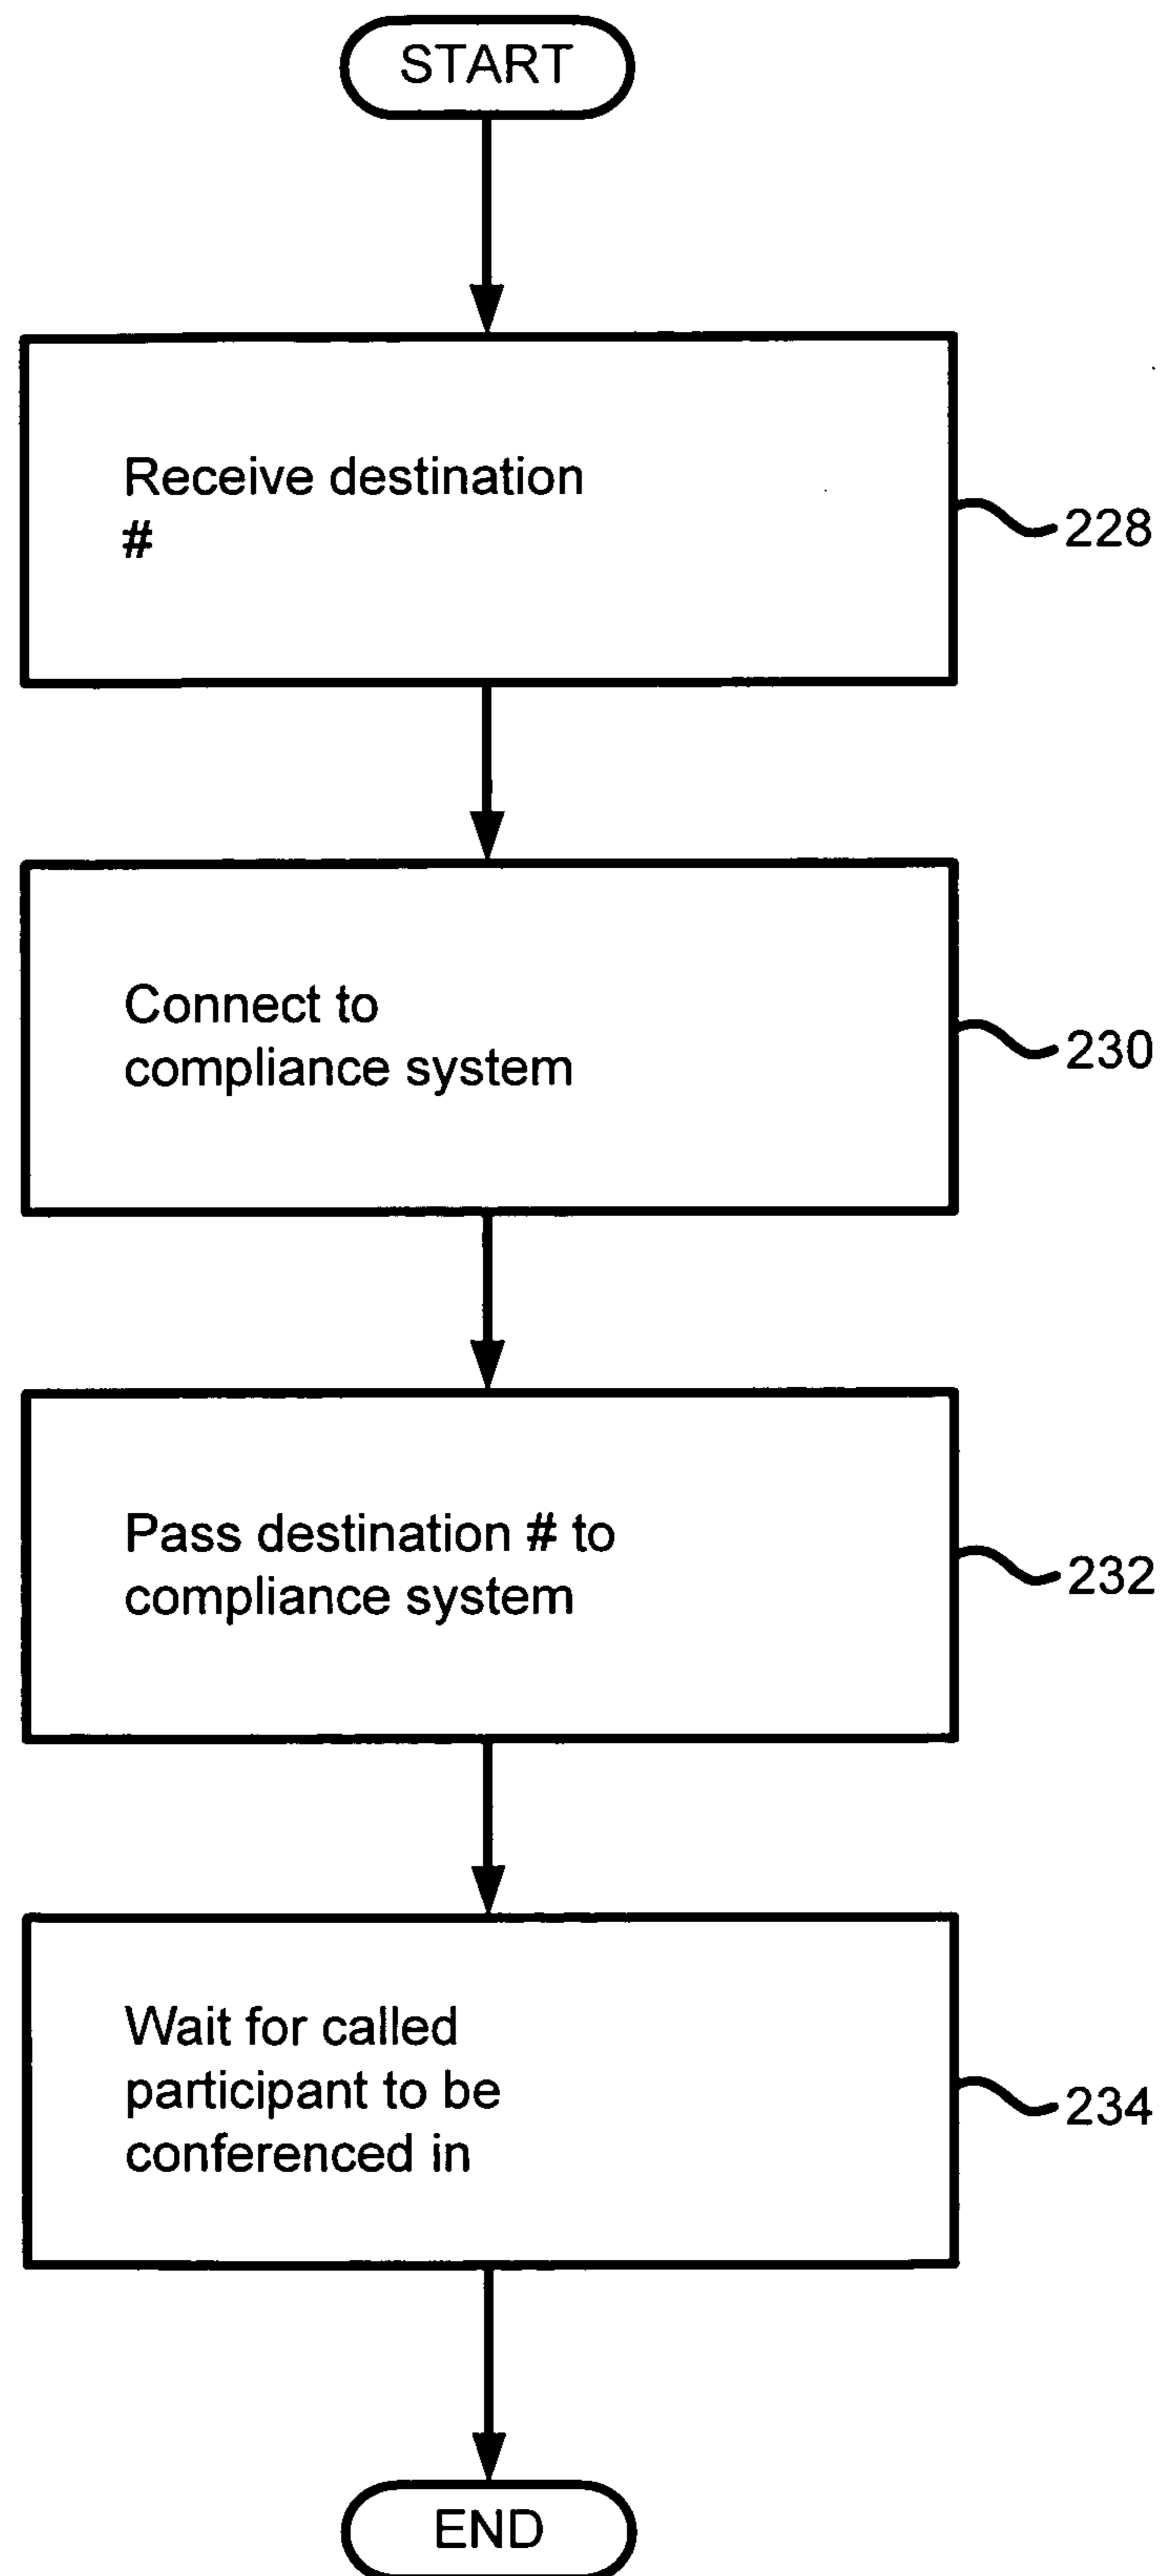 START
Receive destination
#
228
Connect to
compliance system
230
Pass destination # to
compliance system
232
Wait for called
participant to be
conferenced in
234
END